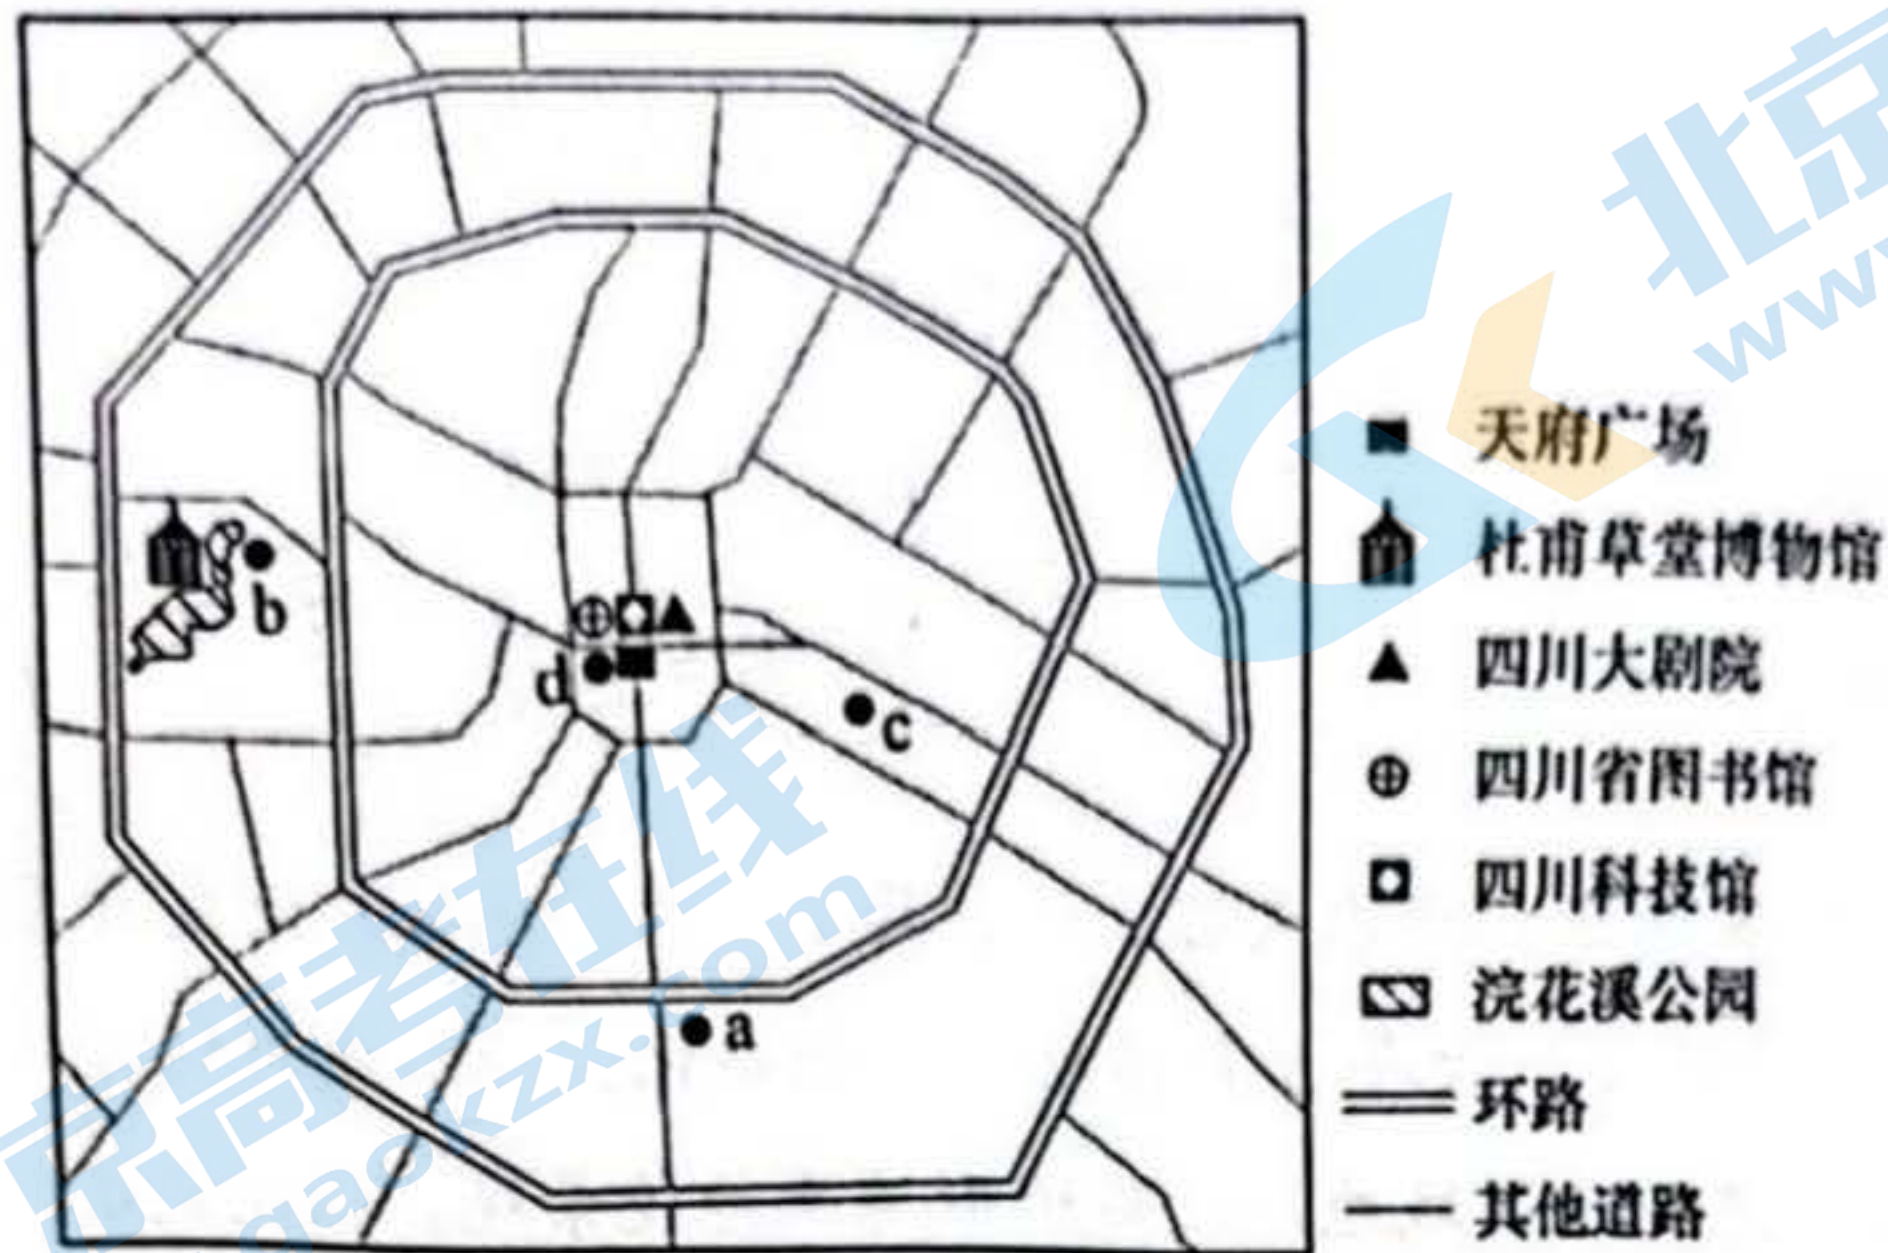 b
d
c
a
天府广场
杜甫草堂博物馆
四川大剧院
四川省图书馆
四川科技馆
浣花溪公园
环路
其他道路
北京
www
京高考在线
gaokzx.com